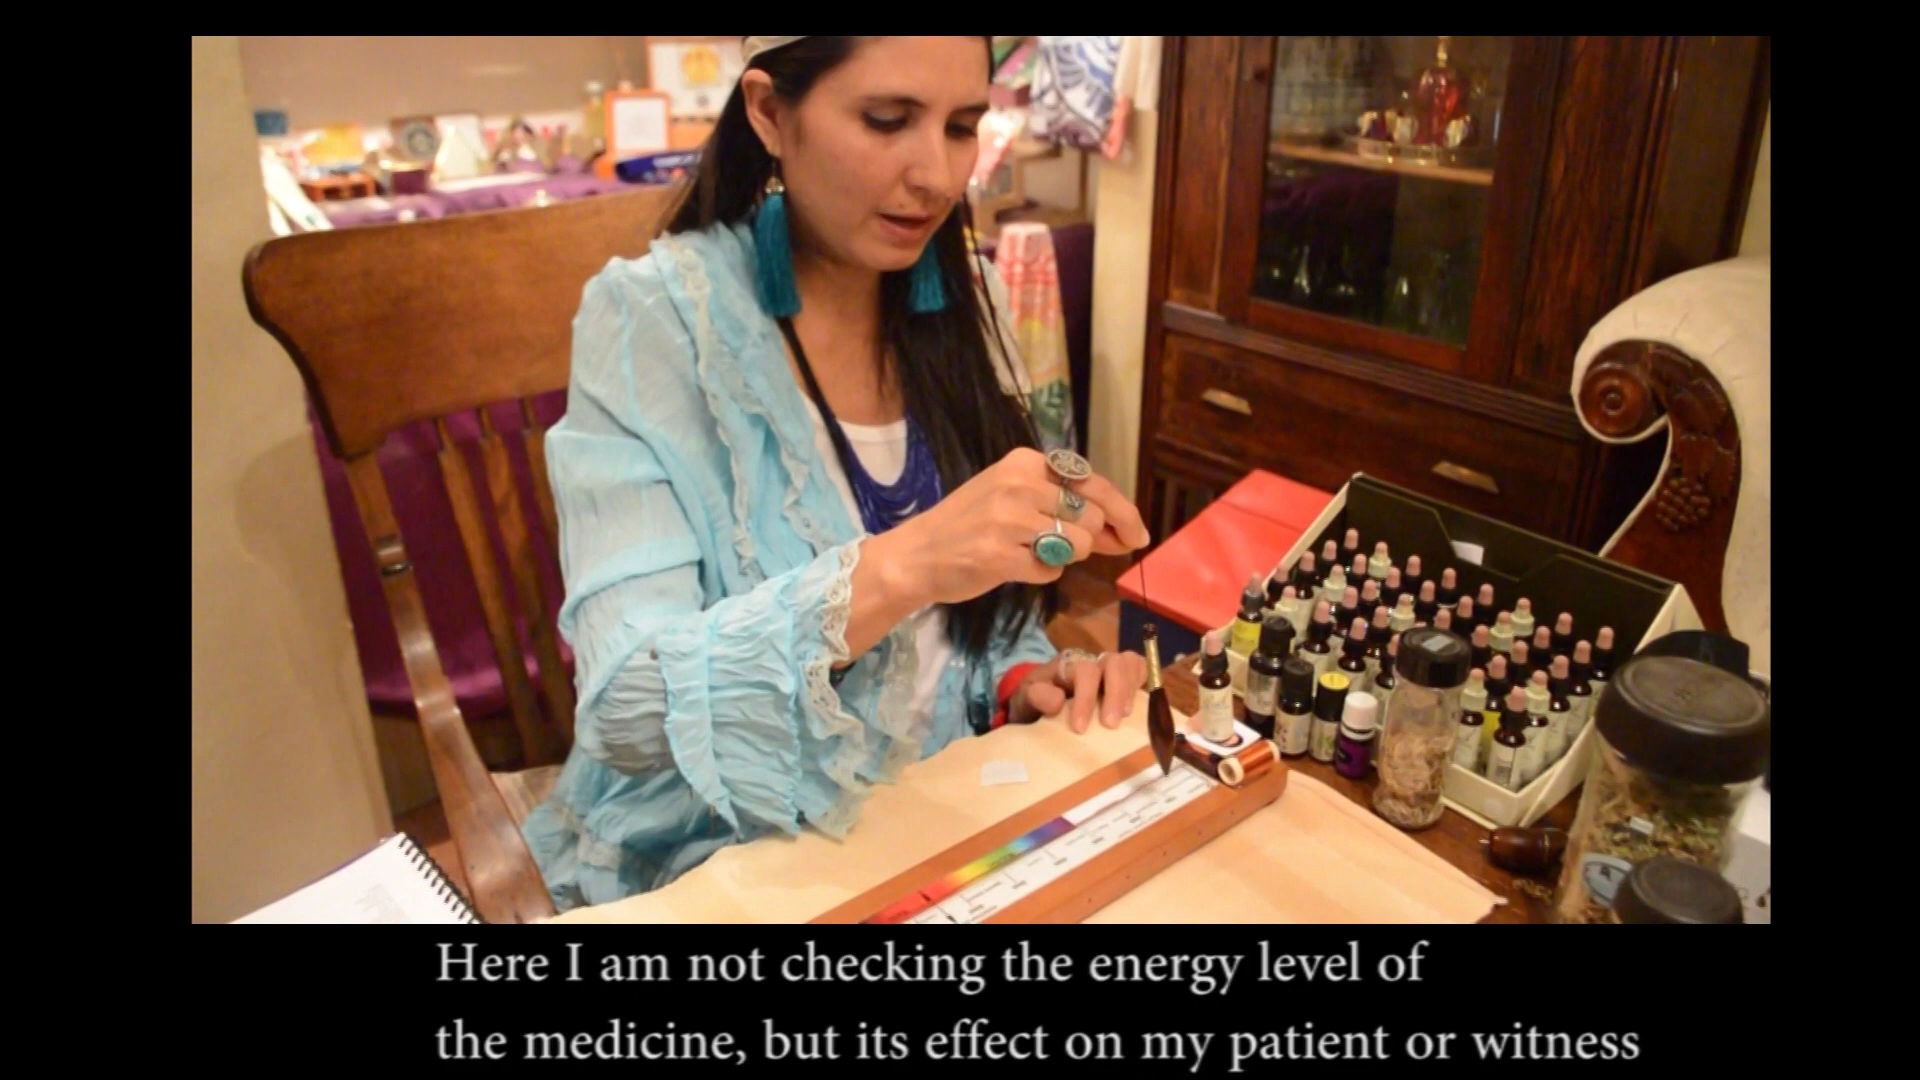 Here I am not checking the energy level of
the medicine, but its effect on my patient or witness